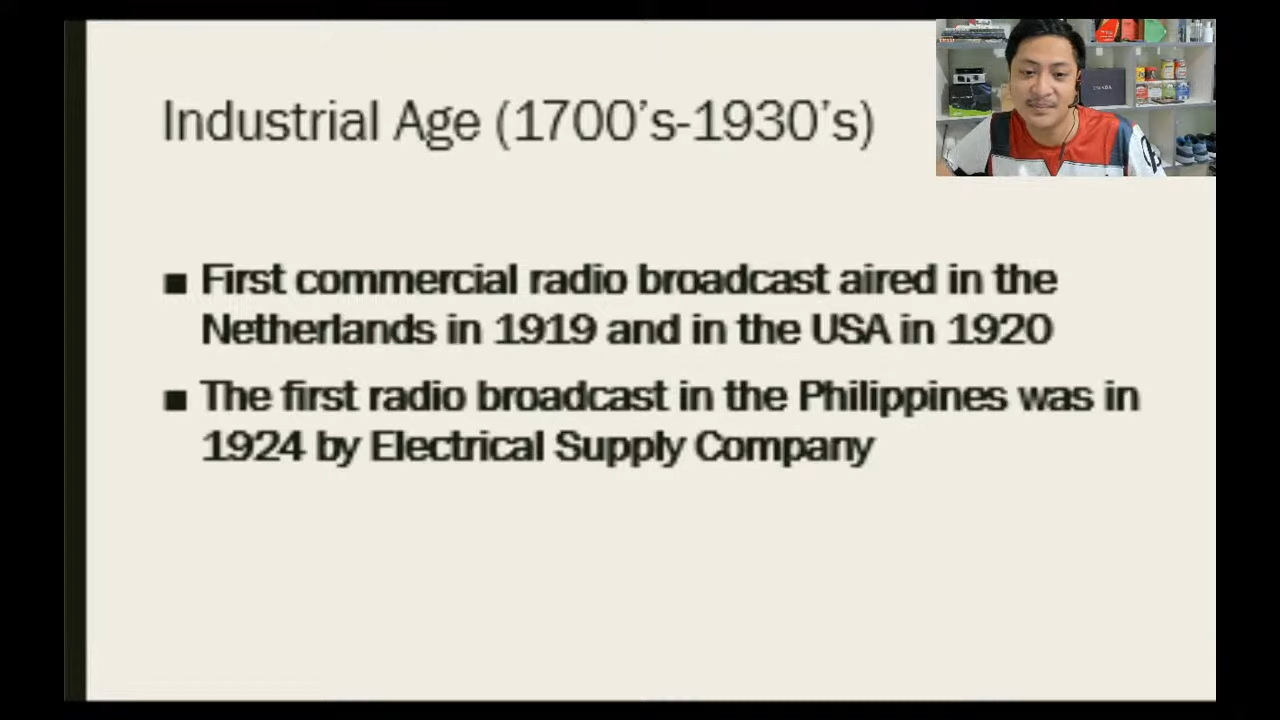 Industrial Age (1700's-1930's)
■ First commercial radio broadcast aired in the
Netherlands in 1919 and in the USA in 1920
■ The first radio broadcast in the Philippines was in
1924 by Electrical Supply Company